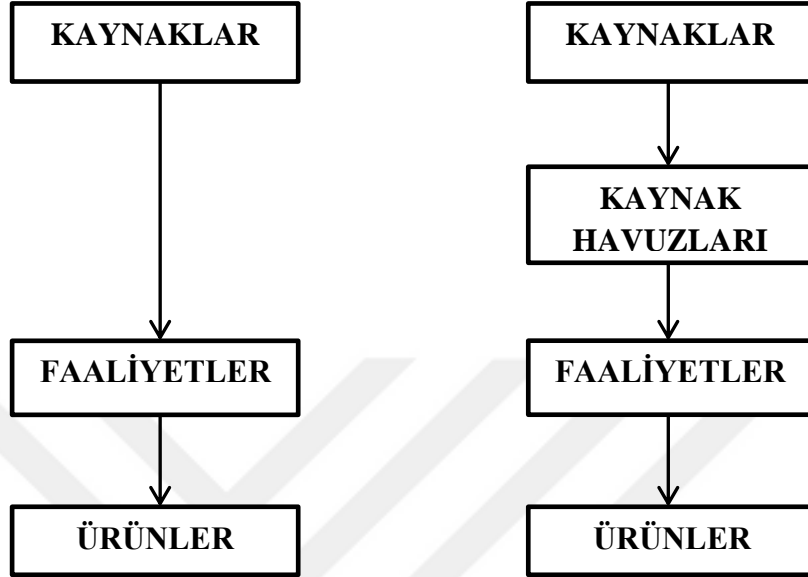 KAYNAKLAR
FAALİYETLER
ÜRÜNLER
KAYNAKLAR
KAYNAK
HAVUZLARI
FAALİYETLER
ÜRÜNLER